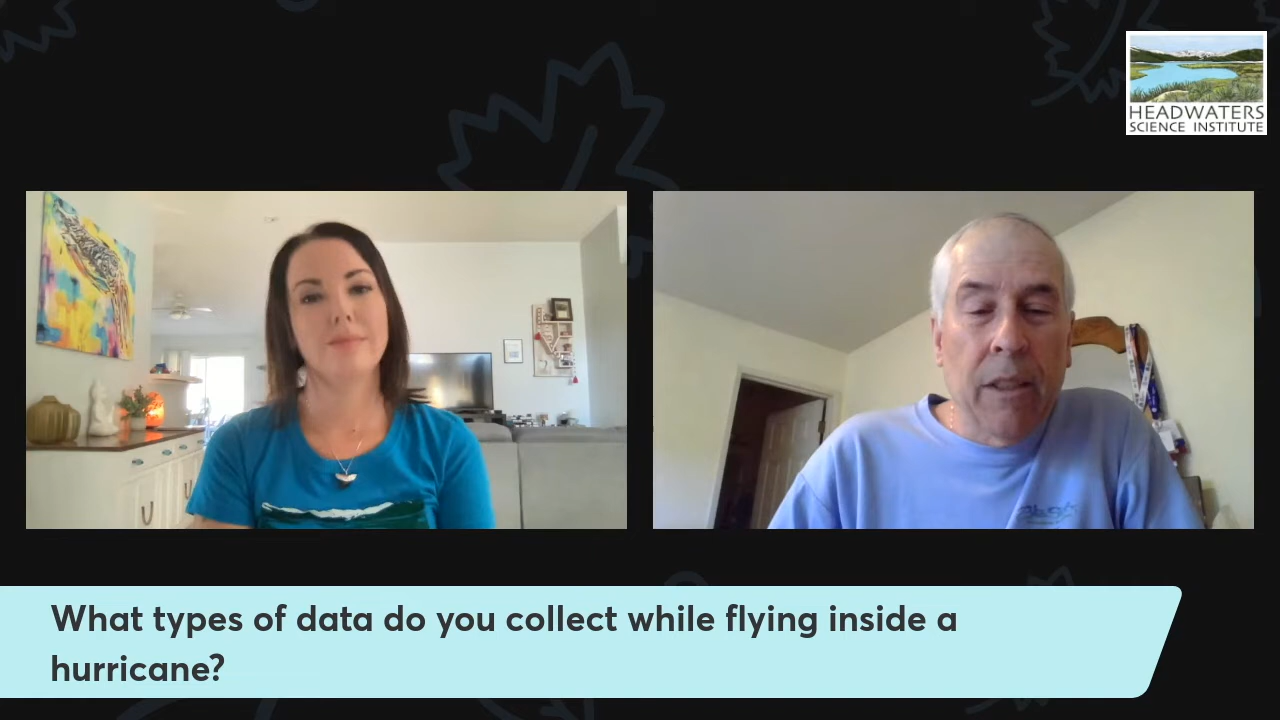 HEADWATERS
SCIENCE INSTITUTE
What types of data do you collect while flying inside a
hurricane?